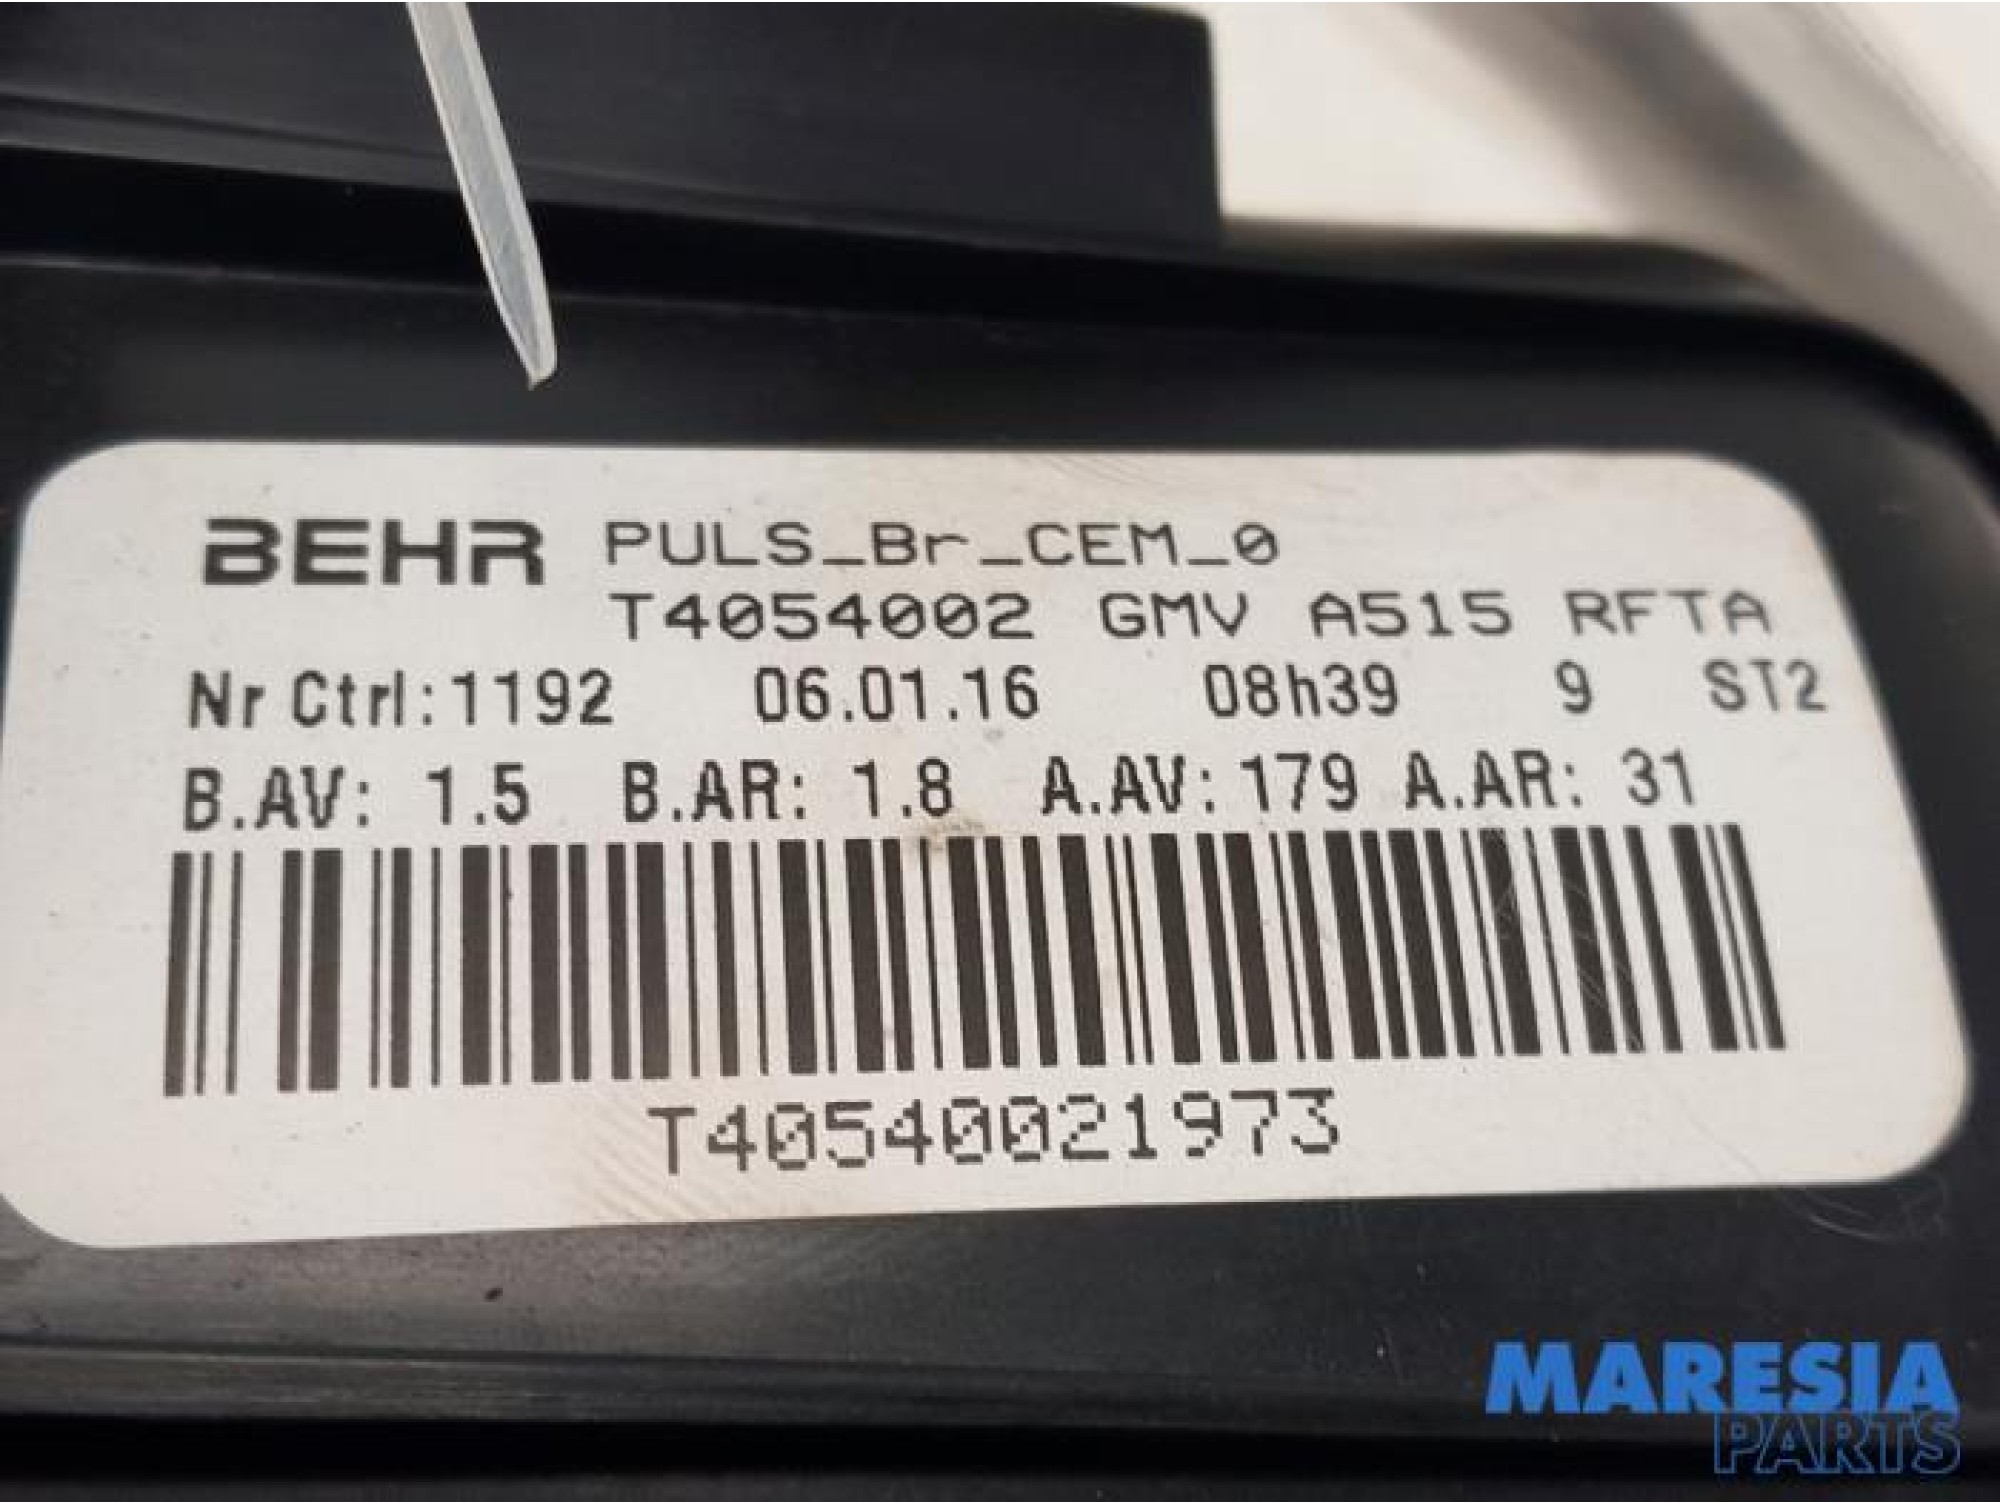 BEHR PULS_Br_CEM_0
T4054002 GMV A515 RFTA
Nr Ctrl:1192 06.01.16 08h39 9 ST2
B.AV: 1.5 B.AR: 1.8 A.AV:179 A.AR: 31
T40540021973
MARESIA
PARTS